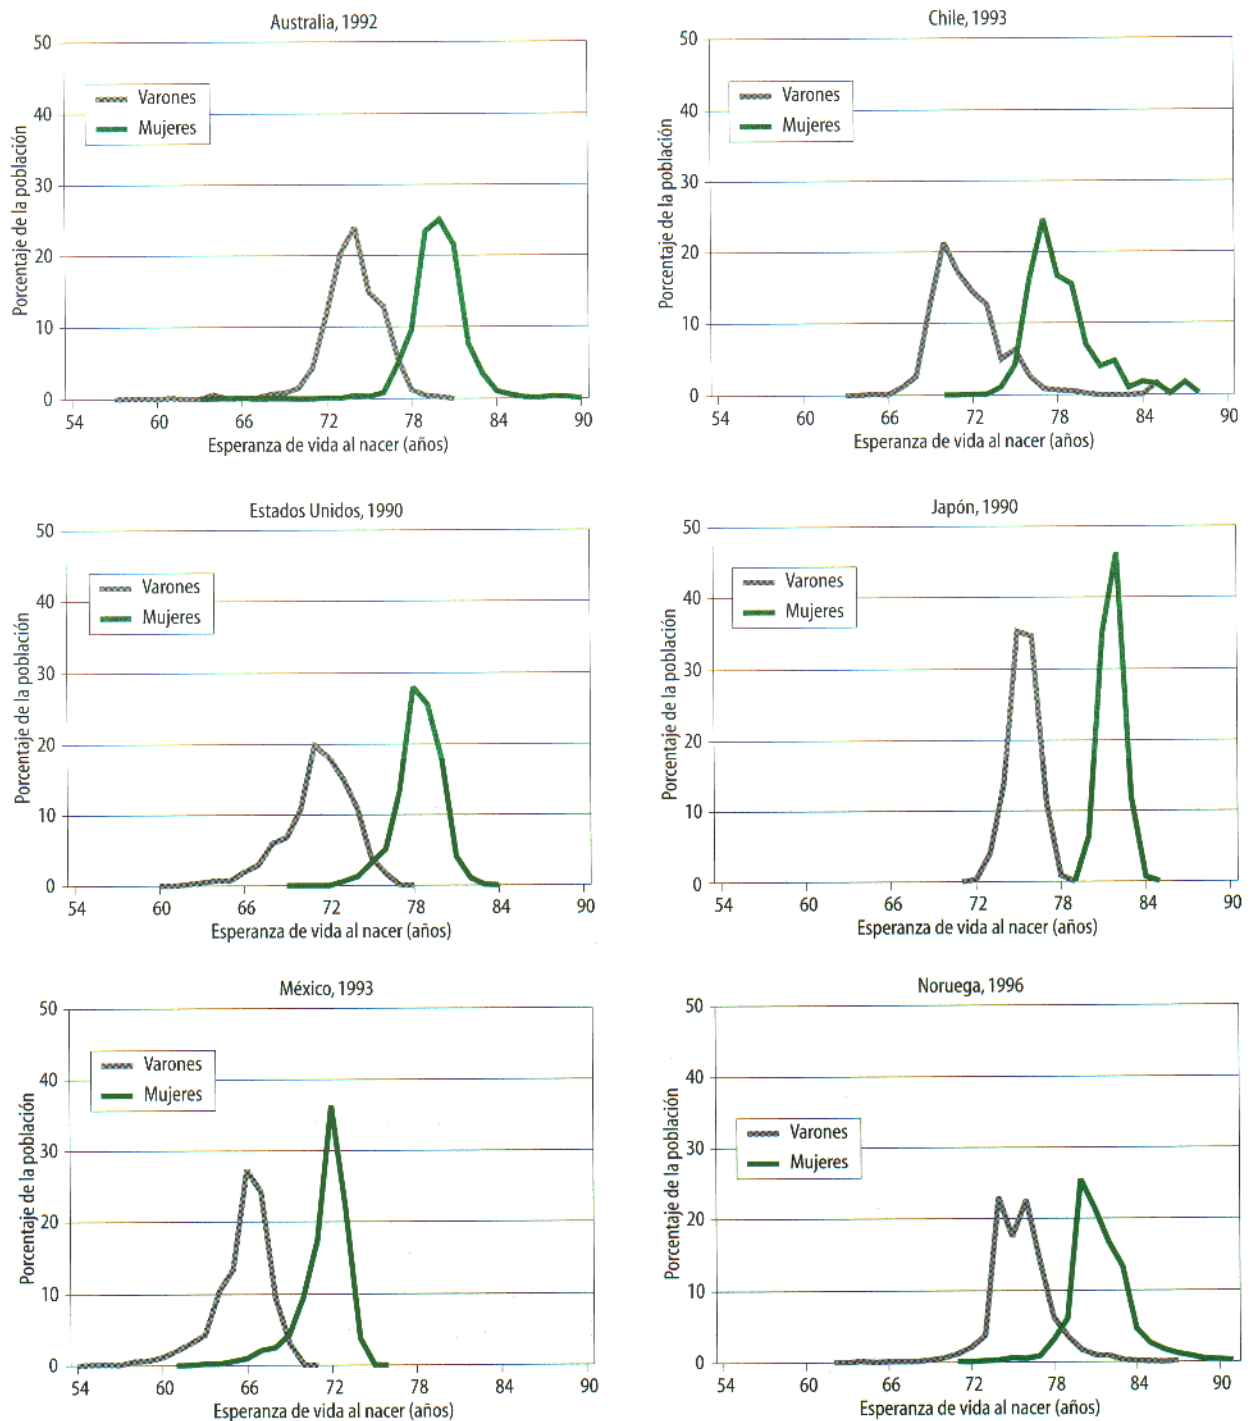 Australia, 1992
50
40
30
20
10
0
Porcentaje de la población
Varones
Mujeres
54 60 66 72 78 84 90
Esperanza de vida al nacer (años)
Chile, 1993
50
40
30
20
10
0
Porcentaje de la población
Varones
Mujeres
54 60 66 72 78 84 90
Esperanza de vida al nacer (años)
Estados Unidos, 1990
50
40
30
20
10
0
Porcentaje de la población
Varones
Mujeres
54 60 66 72 78 84 90
Esperanza de vida al nacer (años)
Japón, 1990
50
40
30
20
10
0
Porcentaje de la población
Varones
Mujeres
54 60 66 72 78 84 90
Esperanza de vida al nacer (años)
México, 1993
50
40
30
20
10
0
Porcentaje de la población
Varones
Mujeres
54 60 66 72 78 84 90
Esperanza de vida al nacer (años)
Noruega, 1996
50
40
30
20
10
0
Porcentaje de la población
Varones
Mujeres
54 60 66 72 78 84 90
Esperanza de vida al nacer (años)